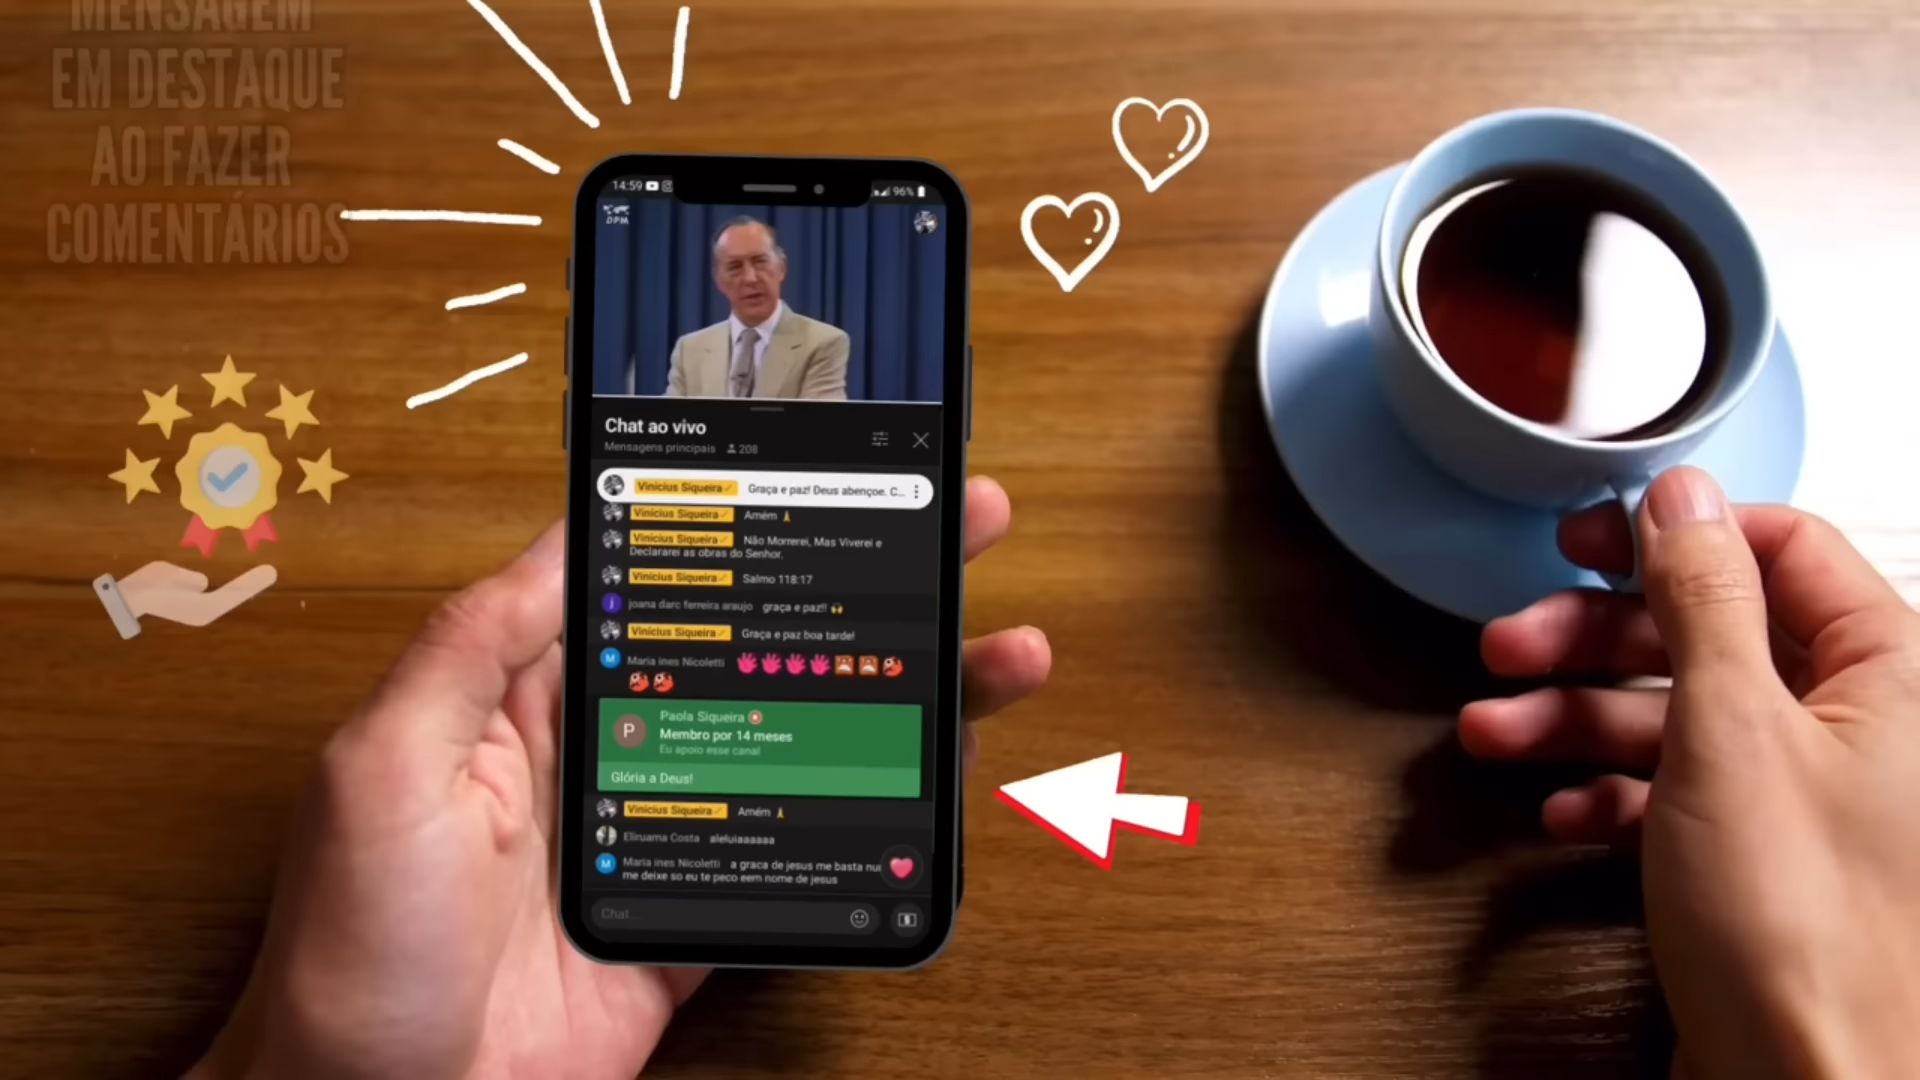 MENSAGEM
EM DESTAQUE
AO FAZER
COMENTÁRIOS
14:59
96%
DPM
Chat ao vivo
Mensagens principais 208
Vinicius Siqueira Graça e paz! Deus abençoe. C...
Vinicius Siqueira Amém
Vinicius Siqueira Não Morrerei, Mas Viverei e
Declararei as obras do Senhor.
Vinicius Siqueira Salmo 118:17
j joana darc ferreira araujo graça e paz!!
Vinicius Siqueira Graça e paz boa tarde!
M Maria ines Nicoletti
P
Paola Siqueira
Membro por 14 meses
Eu apoio esse canal
Glória a Deus!
Vinicius Siqueira Amém
Eliruama Costa aleluiaaaaaa
M Maria ines Nicoletti a graca de jesus me basta
me deixe so eu te peco eem nome de jesus
Chat...